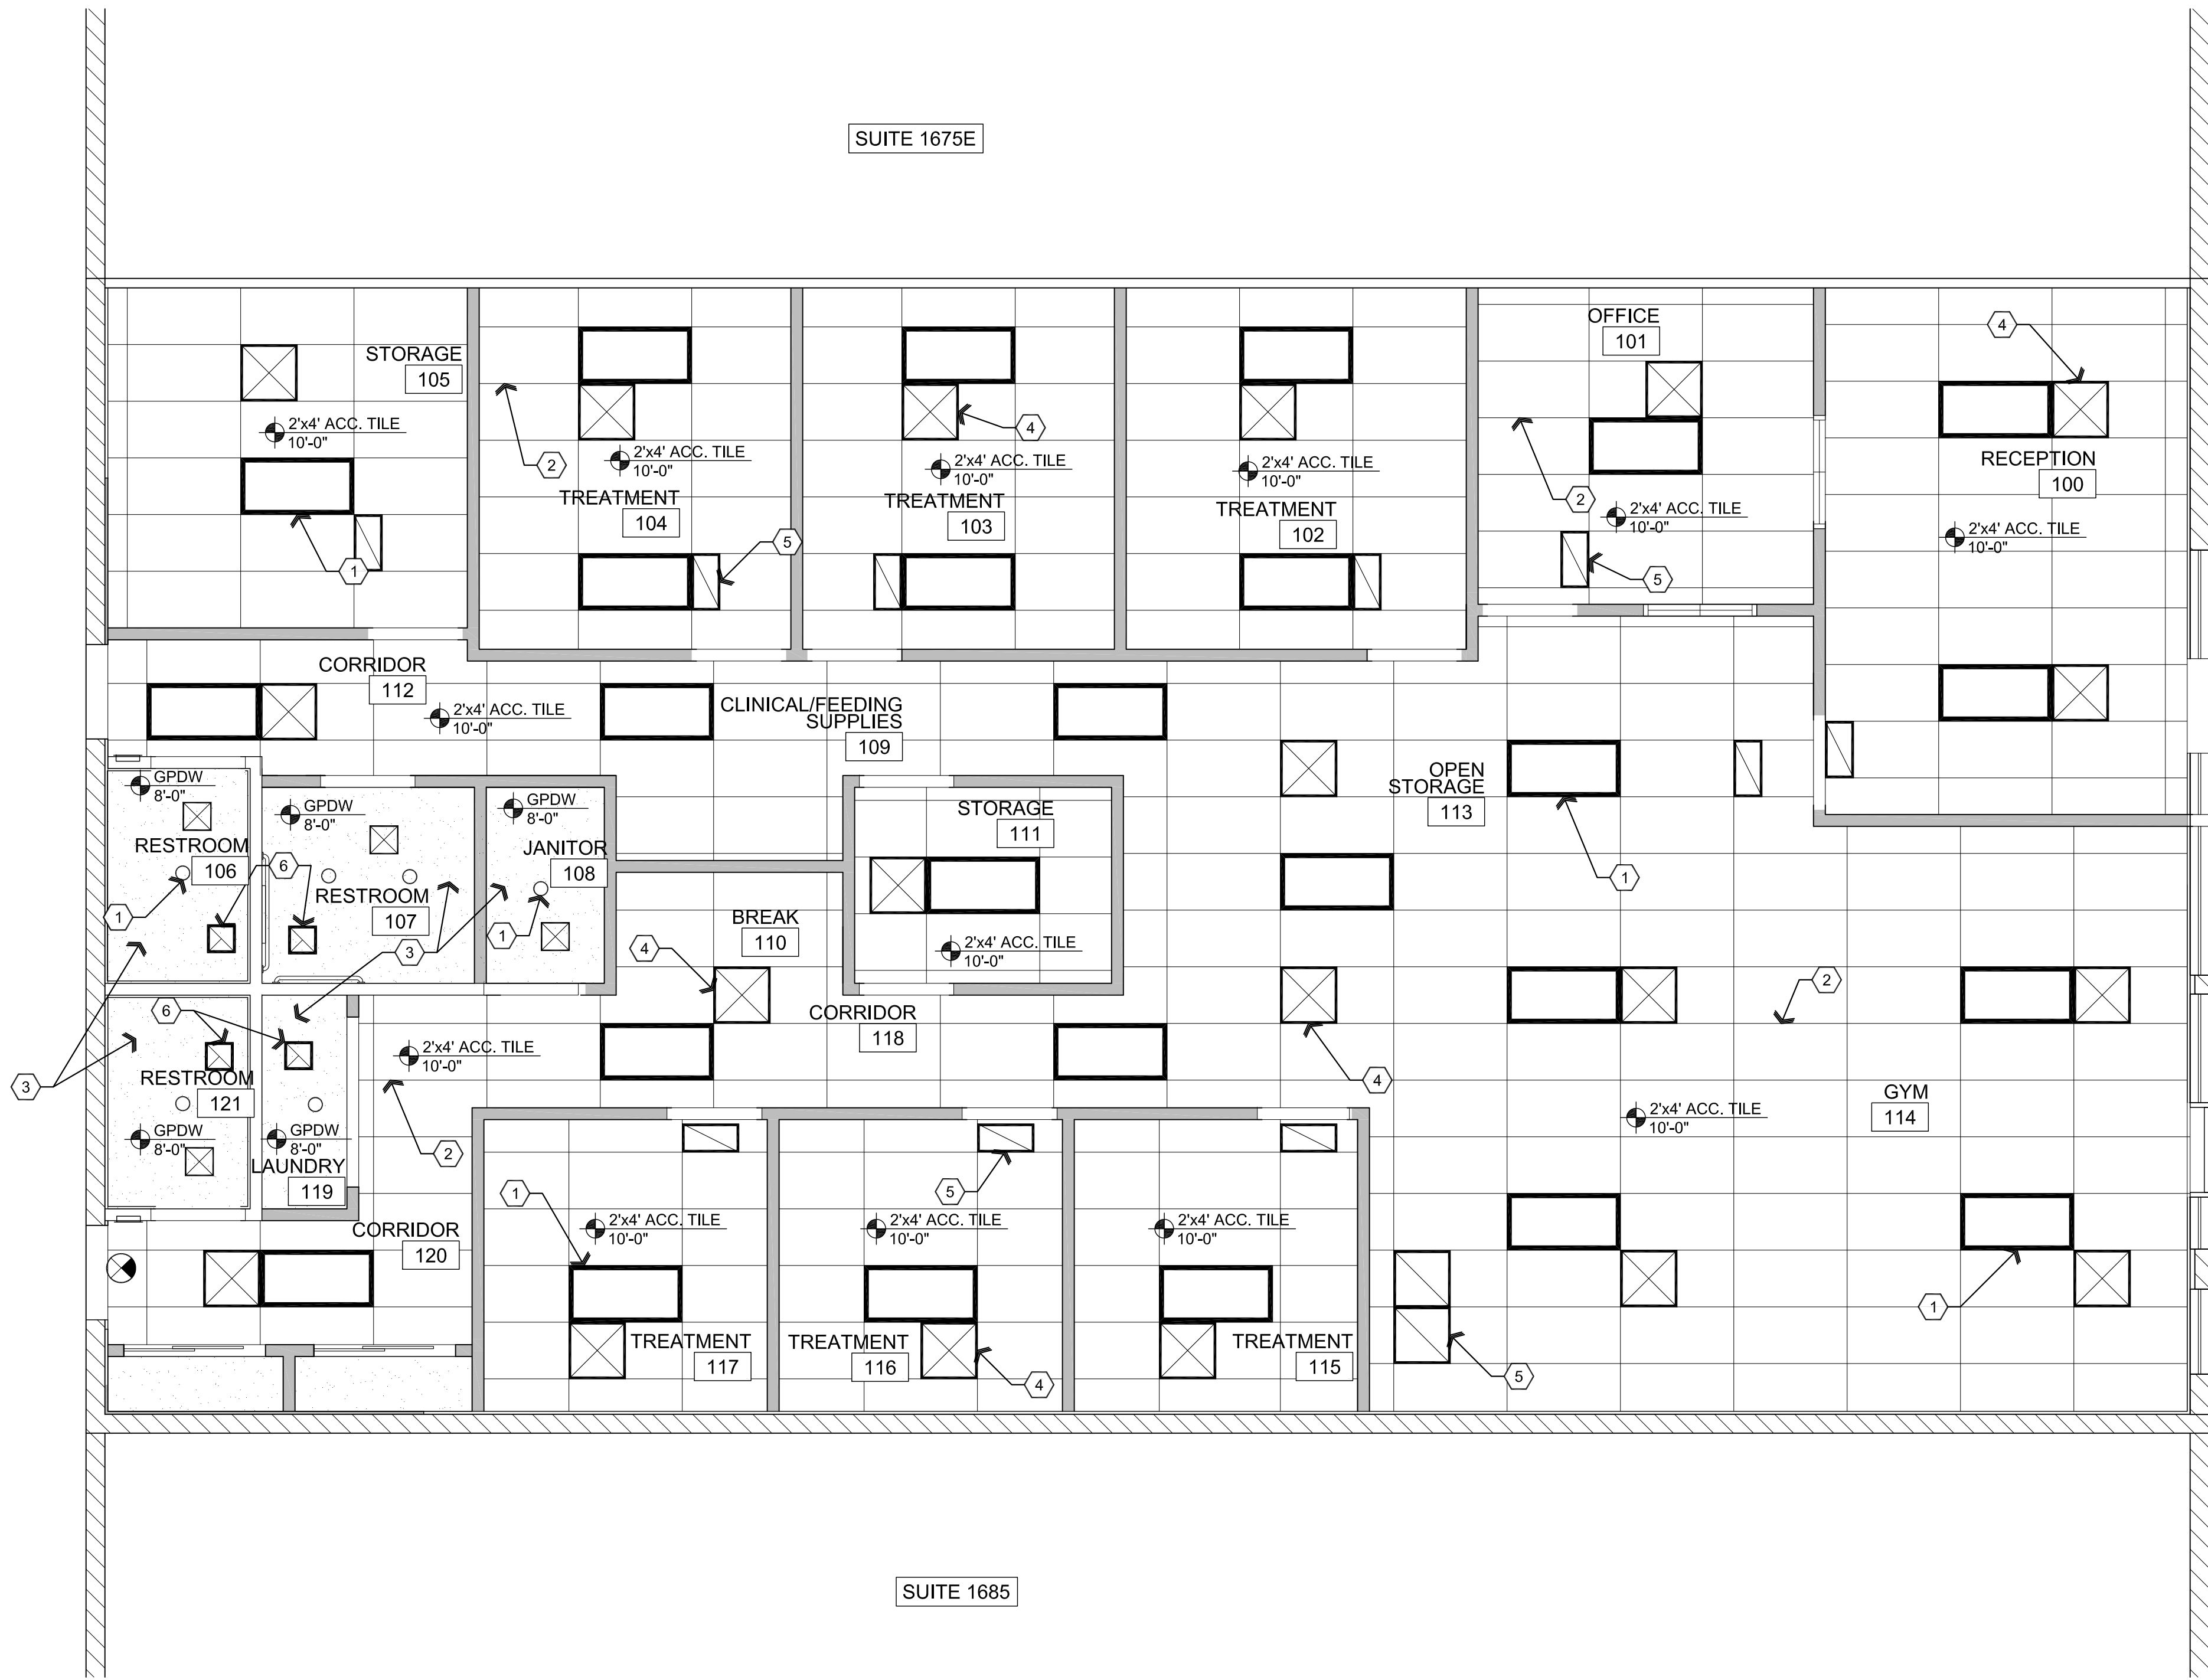 SUITE 1675E
OFFICE
101
4
STORAGE
105
2'x4' ACC. TILE
10'-0"
1
2
2'x4' ACC. TILE
10'-0"
TREATMENT
104
5
4
2'x4' ACC. TILE
10'-0"
TREATMENT
103
2'x4' ACC. TILE
10'-0"
TREATMENT
102
2
2'x4' ACC. TILE
10'-0"
5
RECEPTION
100
2'x4' ACC. TILE
10'-0"
CORRIDOR
112
2'x4' ACC. TILE
10'-0"
CLINICAL/FEEDING
SUPPLIES
109
OPEN
STORAGE
113
1
GPDW
8'-0"
RESTROOM
106
6
1
GPDW
8'-0"
RESTROOM
107
3
GPDW
8'-0"
JANITOR
108
1
STORAGE
111
2'x4' ACC. TILE
10'-0"
BREAK
110
4
CORRIDOR
118
2'x4' ACC. TILE
10'-0"
2
4
2
GYM
114
2'x4' ACC. TILE
10'-0"
1
5
3
6
RESTROOM
121
GPDW
8'-0"
GPDW
8'-0"
LAUNDRY
119
CORRIDOR
120
1
2'x4' ACC. TILE
10'-0"
TREATMENT
117
5
2'x4' ACC. TILE
10'-0"
TREATMENT
116
4
2'x4' ACC. TILE
10'-0"
TREATMENT
115
SUITE 1685